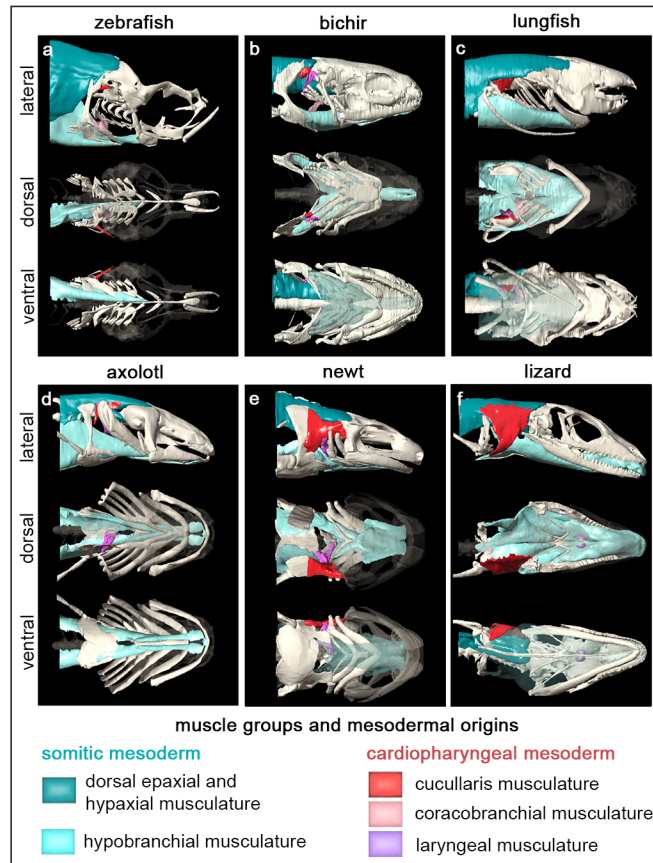 zebrafish
bichir
lungfish
a
b
c
lateral
dorsal
ventral
axolotl
newt
lizard
d
e
f
lateral
dorsal
ventral
muscle groups and mesodermal origins
somitic mesoderm
cardiopharyngeal mesoderm
dorsal epaxial and
hypaxial musculature
hypobranchial musculature
cucullaris musculature
coracobranchial musculature
laryngeal musculature